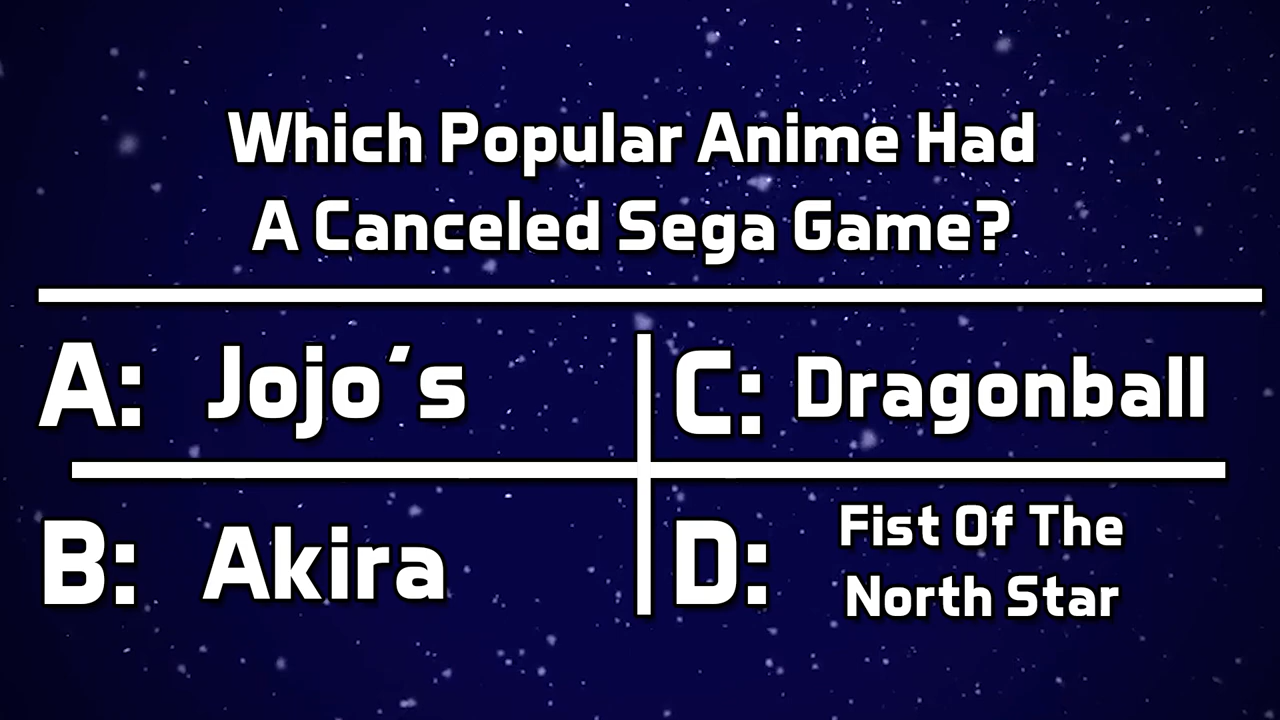 Which Popular Anime Had
A Canceled Sega Game?
A: Jojo´s
B: Akira
C: Dragonball
D: Fist Of The
North Star